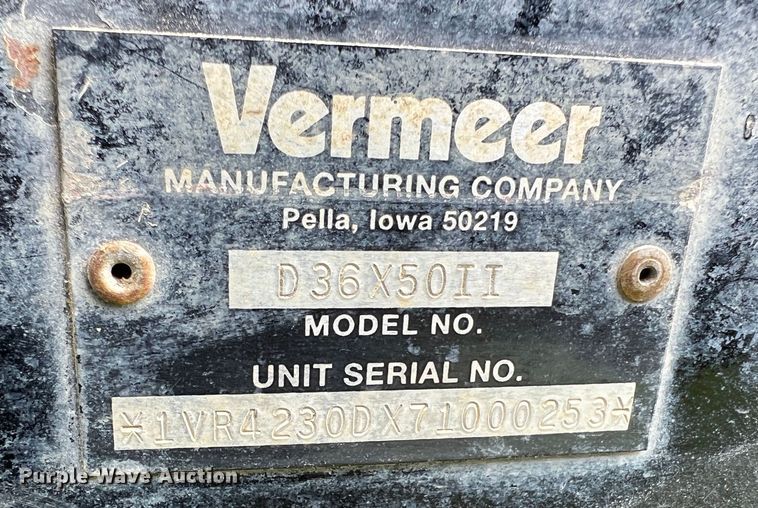 Vermeer
MANUFACTURING COMPANY
Pella, Iowa 50219
D36X50II
MODEL NO.
UNIT SERIAL NO.
*1VR4230DX71000253*
Purple Wave Auction